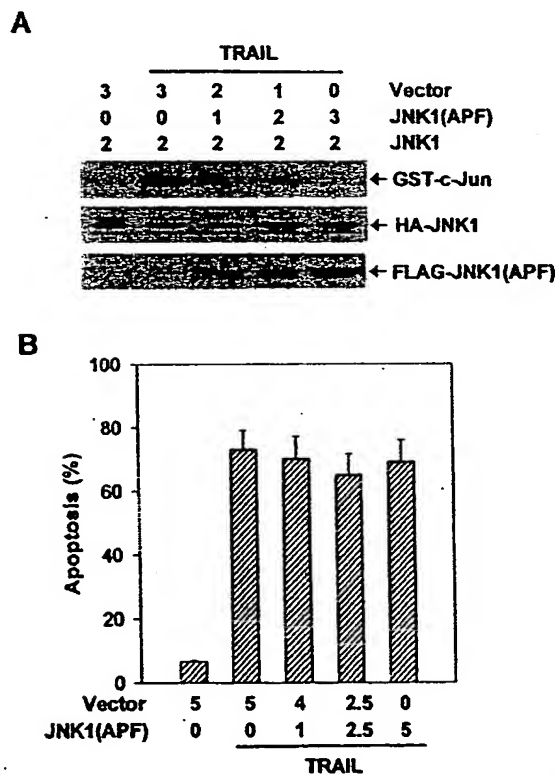 A
TRAIL
3 3 2 1 0 Vector
0 0 1 2 3 JNK1(APF)
2 2 2 2 2 JNK1
← GST-c-Jun
← HA-JNK1
← FLAG-JNK1(APF)
B
100
80
60
40
20
0
Apoptosis (%)
Vector 5 5 4 2.5 0
JNK1(APF) 0 0 1 2.5 5
TRAIL